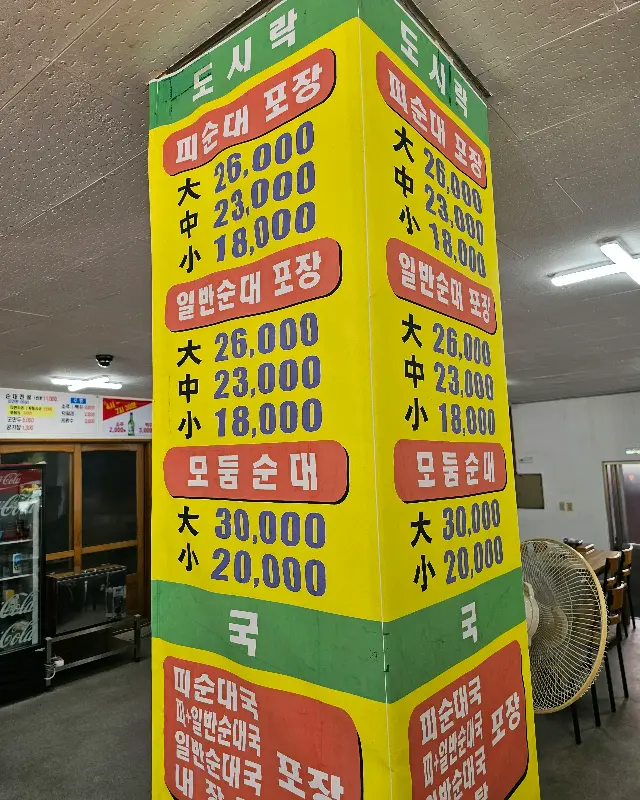 도시락
피순대 포장
大 26,000
中 23,000
小 18,000
일반순대 포장
大 26,000
中 23,000
小 18,000
모둠순대
大 30,000
小 20,000
국
피순대국
피+일반순대국
일반순대국
포장
도시락
피순대 포장
大 26,000
中 23,000
小 18,000
일반순대 포장
大 26,000
中 23,000
小 18,000
모둠순대
大 30,000
小 20,000
국
피순대국
피+일반순대국
포장
Coca-Cola